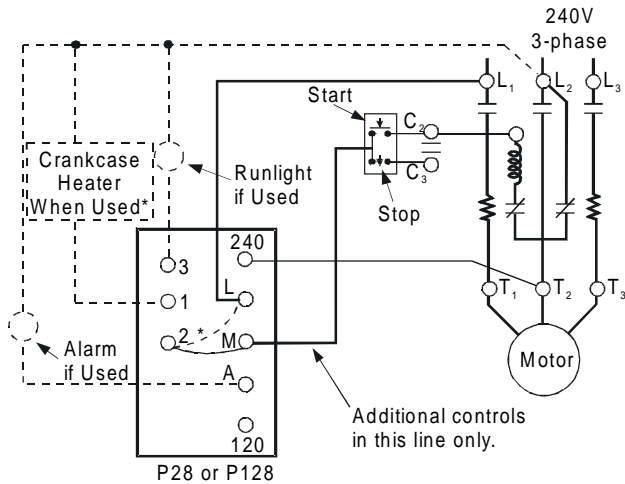 240V
3-phase
L1
L2
L3
Start
C2
C3
Stop
Crankcase
Heater
When Used*
Runlight
if Used
240
3
L
1
2 *
M
A
120
Alarm
if Used
T1
T2
T3
Motor
Additional controls
in this line only.
P28 or P128